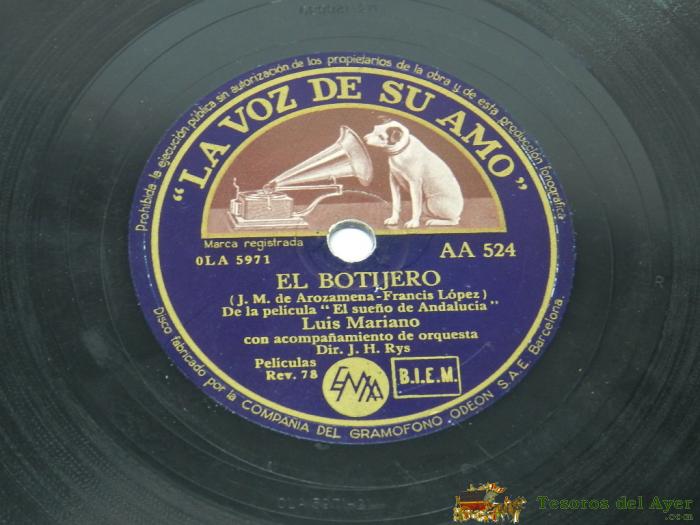 Prohibida la ejecución pública sin autorización de los propietarios de la obra y de esta producción fonográfica
"LA VOZ DE SU AMO"
Marca registrada
0LA 5971
AA 524
EL BOTIJERO
(J. M. de Arozamena-Francis López)
De la película "El sueño de Andalucia"
Luis Mariano
con acompañamiento de orquesta
Dir. J. H. Rys
Películas
Rev. 78
B.I.E.M.
Disco fabricado por la COMPAÑIA DEL GRAMOFONO ODEON S.A.E. Barcelona.
Tesoros del Ayer
.com